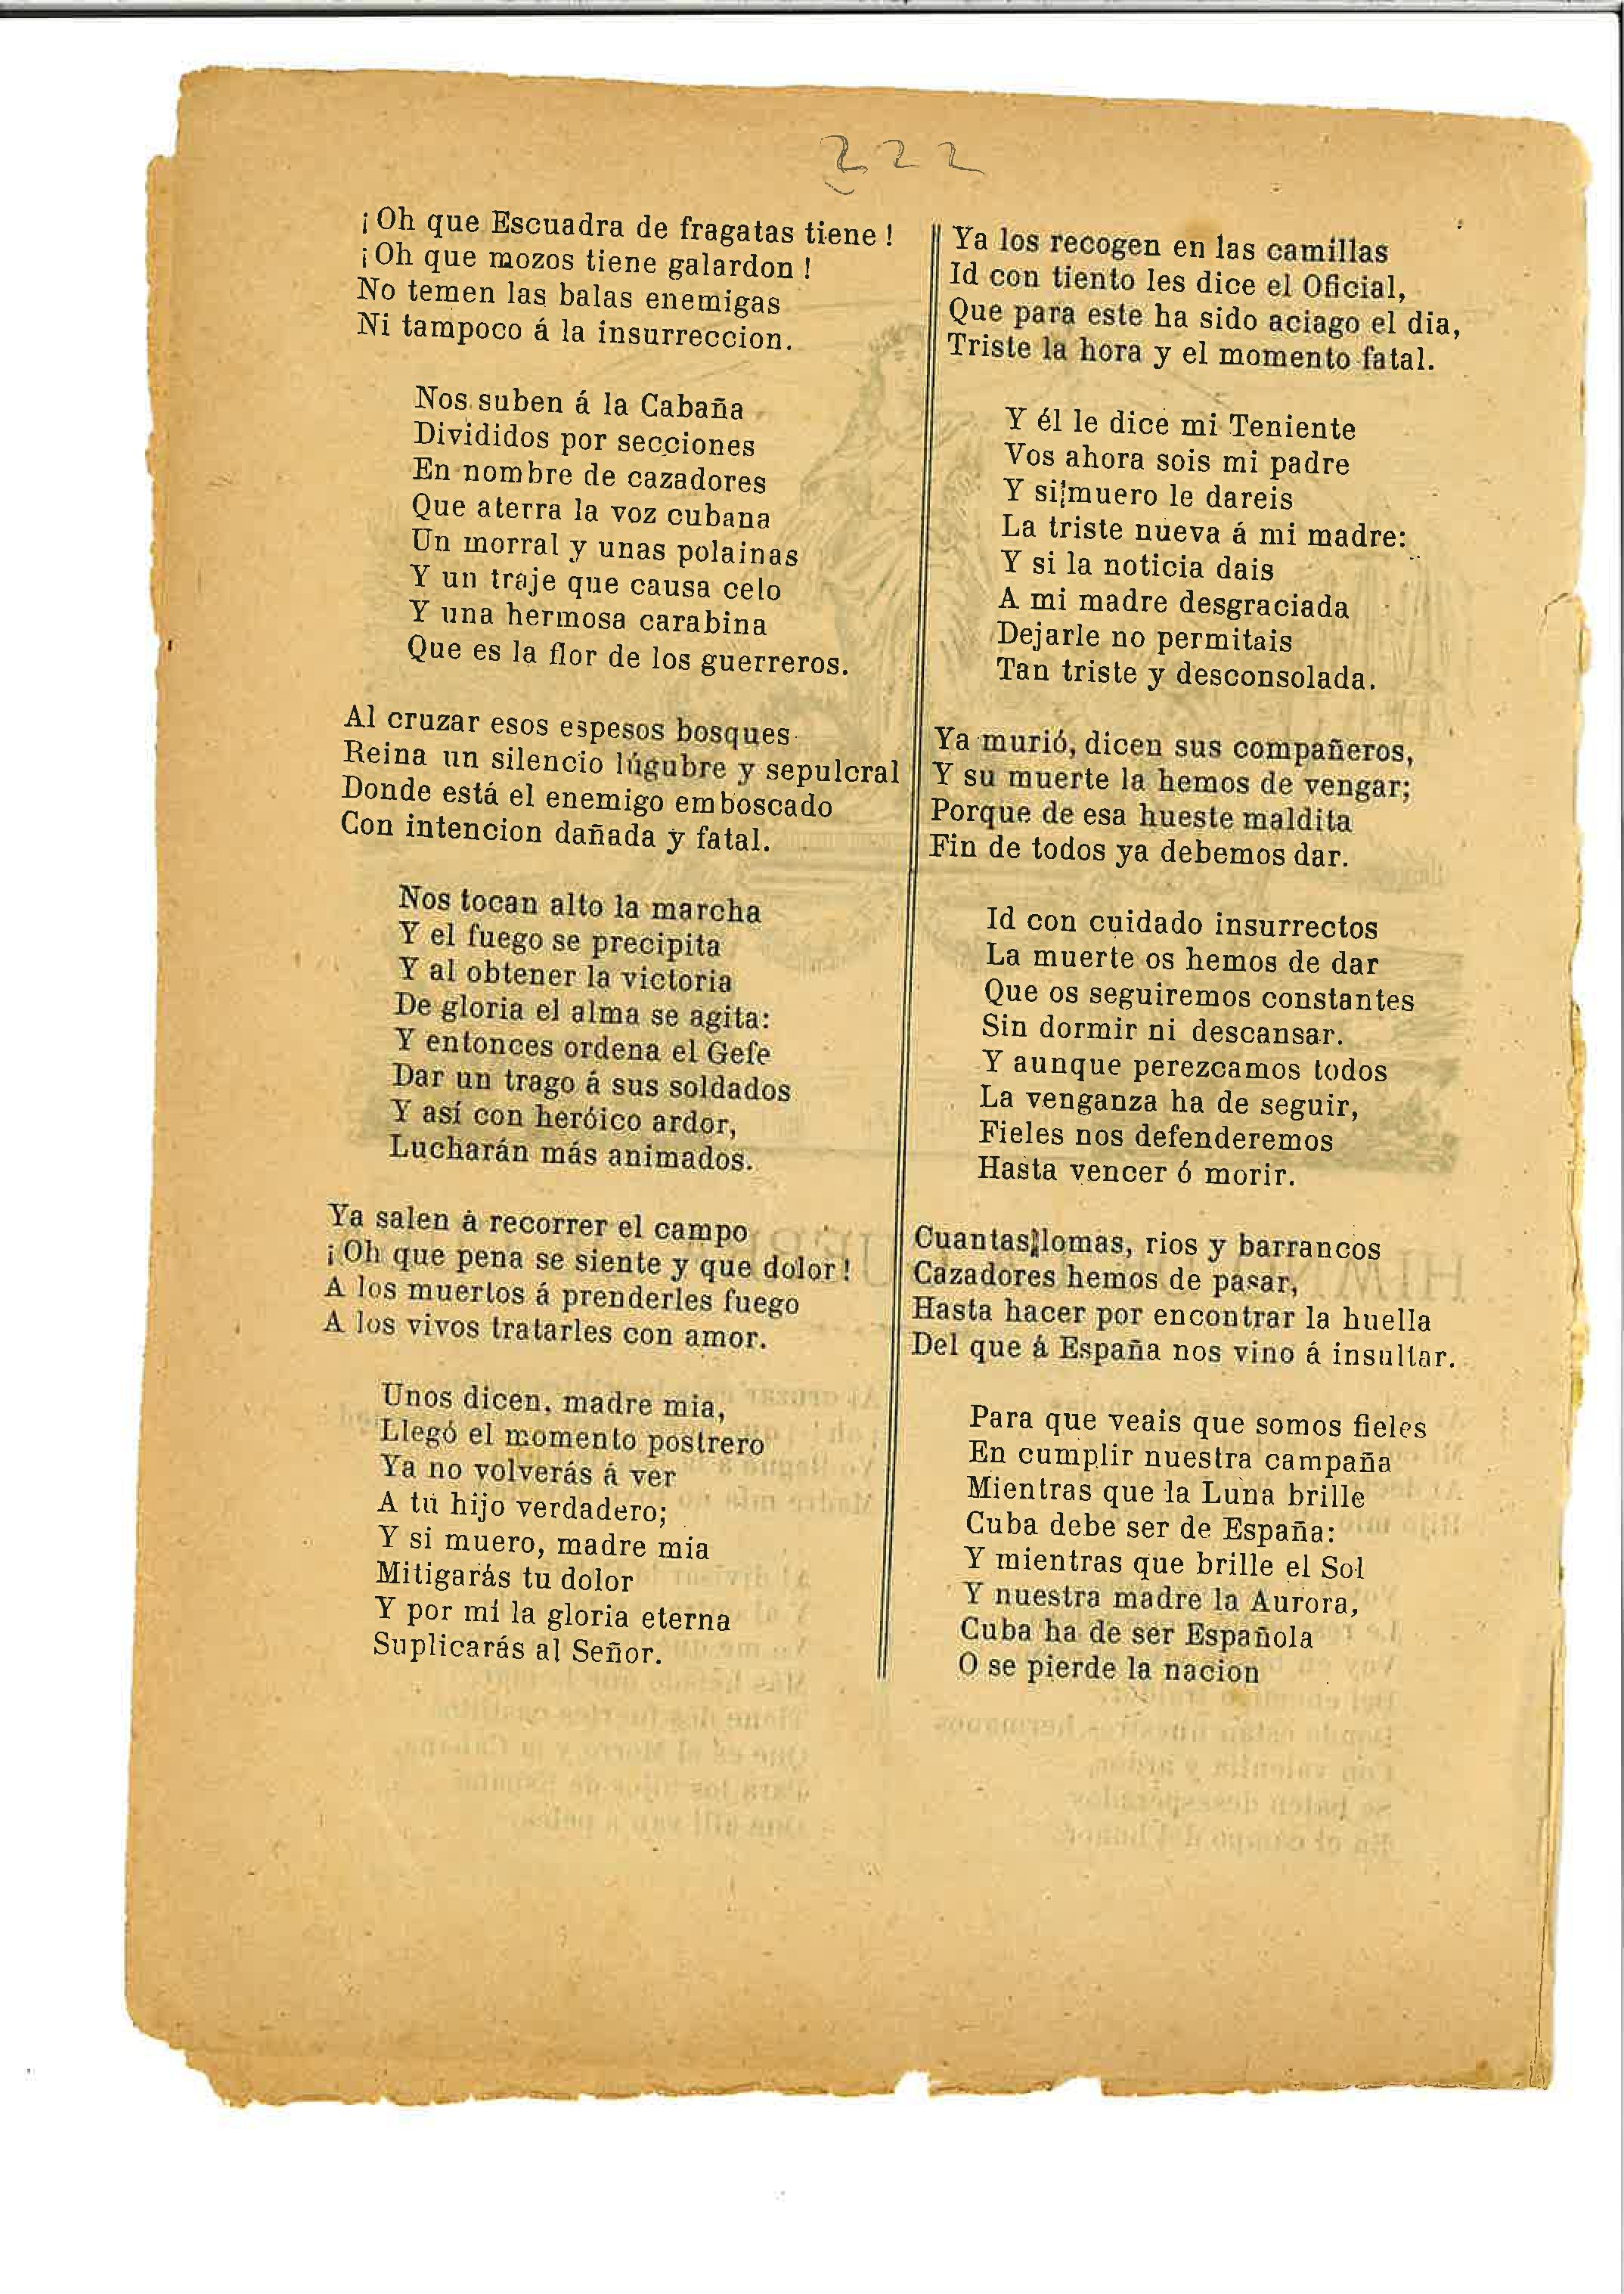 222
¡Oh que Escuadra de fragatas tiene!
¡Oh que mozos tiene galardon!
No temen las balas enemigas
Ni tampoco á la insurreccion.
Nos suben á la Cabaña
Divididos por secciones
En nombre de cazadores
Que aterra la voz cubana
Un morral y unas polainas
Y un traje que causa celo
Y una hermosa carabina
Que es la flor de los guerreros.
Al cruzar esos espesos bosques
Reina un silencio lúgubre y sepulcral
Donde está el enemigo emboscado
Con intencion dañada y fatal.
Nos tocan alto la marcha
Y el fuego se precipita
Y al obtener la victoria
De gloria el alma se agita:
Y entonces ordena el Gefe
Dar un trago á sus soldados
Y así con heróico ardor,
Lucharán más animados.
Ya salen á recorrer el campo
¡Oh que pena se siente y que dolor!
A los muertos á prenderles fuego
A los vivos tratarles con amor.
Unos dicen, madre mia,
Llegó el momento postrero
Ya no volverás á ver
A tú hijo verdadero;
Y si muero, madre mia
Mitigarás tú dolor
Y por mí la gloria eterna
Suplicarás al Señor.
Ya los recogen en las camillas
Id con tiento les dice el Oficial,
Que para este ha sido aciago el dia,
Triste la hora y el momento fatal.
Y él le dice mi Teniente
Vos ahora sois mi padre
Y si muero le dareis
La triste nueva á mi madre:
Y si la noticia dais
A mi madre desgraciada
Dejarle no permitais
Tan triste y desconsolada.
Ya murió, dicen sus compañeros,
Y su muerte la hemos de vengar;
Porque de esa hueste maldita
Fin de todos ya debemos dar.
Id con cuidado insurrectos
La muerte os hemos de dar
Que os seguiremos constantes
Sin dormir ni descansar.
Y aunque perezcamos todos
La venganza ha de seguir,
Fieles nos defenderemos
Hasta vencer ó morir.
Cuantas lomas, rios y barrancos
Cazadores hemos de pasar,
Hasta hacer por encontrar la huella
Del que á España nos vino á insultar.
Para que veais que somos fieles
En cumplir nuestra campaña
Mientras que la Luna brille
Cuba debe ser de España:
Y mientras que brille el Sol
Y nuestra madre la Aurora,
Cuba ha de ser Española
O se pierde la nacion